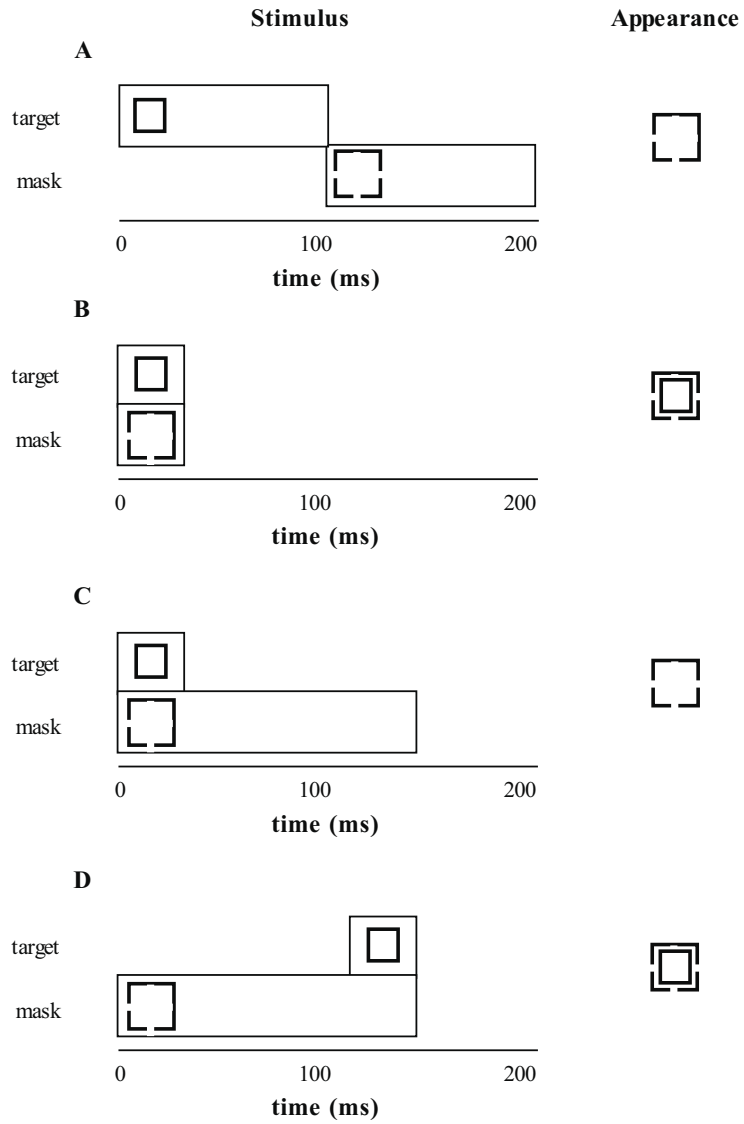 Stimulus Appearance
A
target
mask
0 100 200
time (ms)
B
target
mask
0 100 200
time (ms)
C
target
mask
0 100 200
time (ms)
D
target
mask
0 100 200
time (ms)